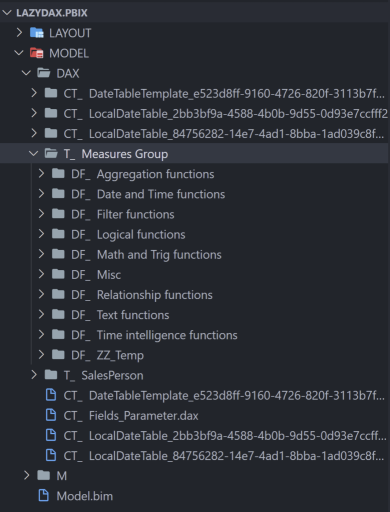 LAZYDAX.PBIX
LAYOUT
MODEL
DAX
CT_ DateTableTemplate_e523d8ff-9160-4726-820f-3113b7f...
CT_ LocalDateTable_2bb3bf9a-4588-4b0b-9d55-0d93e7ccfff2
CT_ LocalDateTable_84756282-14e7-4ad1-8bba-1ad039c8f...
T_ Measures Group
DF_ Aggregation functions
DF_ Date and Time functions
DF_ Filter functions
DF_ Logical functions
DF_ Math and Trig functions
DF_ Misc
DF_ Relationship functions
DF_ Text functions
DF_ Time intelligence functions
DF_ ZZ_Temp
T_ SalesPerson
CT_ DateTableTemplate_e523d8ff-9160-4726-820f-3113b7f...
CT_ Fields_Parameter.dax
CT_ LocalDateTable_2bb3bf9a-4588-4b0b-9d55-0d93e7ccff...
CT_ LocalDateTable_84756282-14e7-4ad1-8bba-1ad039c8f...
M
Model.bim